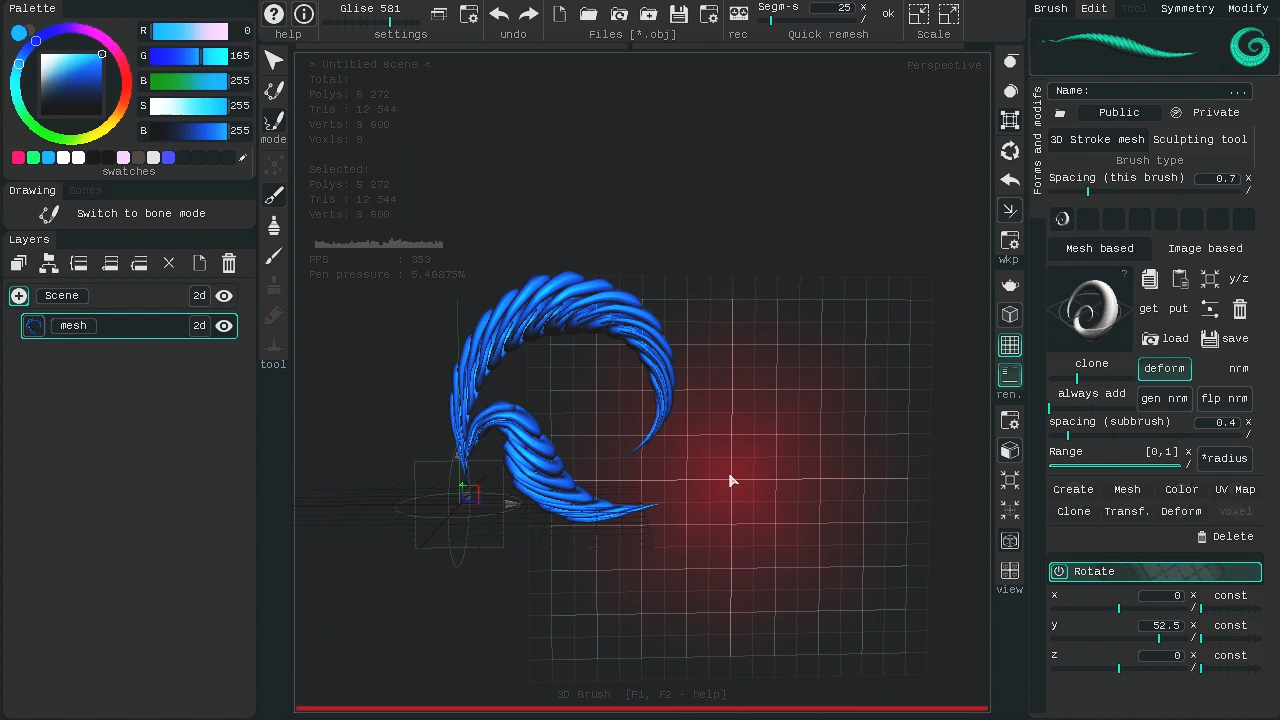 Palette
R 0
G 165
B 255
S 255
B 255
swatches
Drawing Bones
Switch to bone mode
Layers
Scene 2d
mesh 2d
help
Glise 581
settings
undo
Files [*.obj]
rec
Segm-s 25 x
/ ok
Quick remesh
Scale
mode
tool
> Untitled scene <
Total:
Polys: 6 272
Tris : 12 544
Verts: 9 600
voxls: 0
Selected:
Polys: 6 272
Tris : 12 544
Verts: 9 600
FPS : 353
Pen pressure : 5.49875%
Perspective
3D Brush [F1, F2 - help]
wkp
ren.
view
Brush Edit Tool Symmetry Modify
Forms and modifs
Name: ...
Public Private
3D Stroke mesh Sculpting tool
Brush type
Spacing (this brush) 0.7 x
/
Mesh based Image based
?
y/z
get put
load save
clone deform nrm
always add gen nrm flp nrm
spacing (subbrush) 0.4 x
/
Range [0,1] x
/ *radius
Create Mesh Color UV Map
Clone Transf. Deform voxel
Delete
Rotate
x 0 x const
/
y 52.5 x const
/
z 0 x const
/